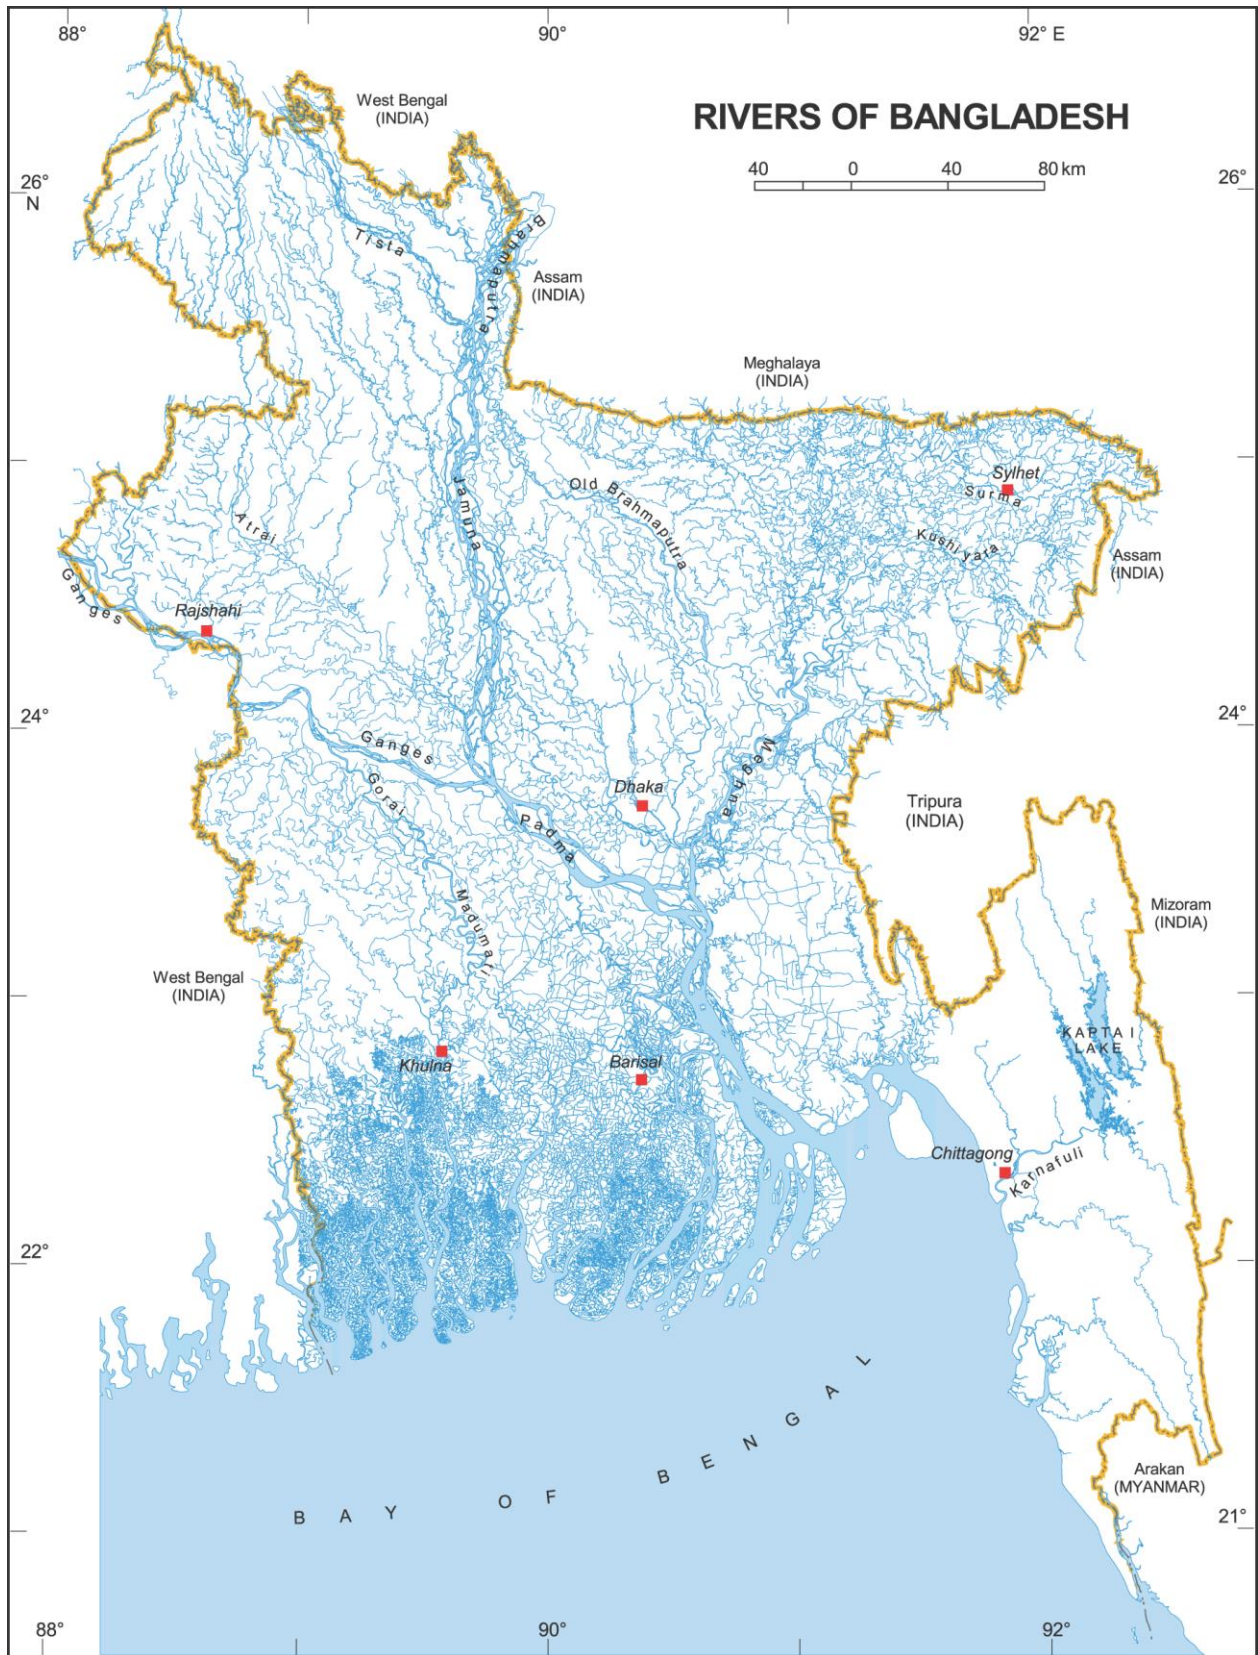 88°
90°
92° E
RIVERS OF BANGLADESH
40 0 40 80 km
West Bengal
(INDIA)
26°
N
26°
Tista
Brahmaputra
Assam
(INDIA)
Meghalaya
(INDIA)
Sylhet
Surma
Old Brahmaputra
Jamuna
Atrai
Kushiyara
Assam
(INDIA)
Ganges
Rajshahi
24°
24°
Ganges
Gorai
Meghna
Dhaka
Padma
Tripura
(INDIA)
Madumari
Mizoram
(INDIA)
West Bengal
(INDIA)
KAPTAI
LAKE
Khulna
Barisal
Chittagong
Karnafuli
22°
BAY OF BENGAL
Arakan
(MYANMAR)
21°
88°
90°
92°